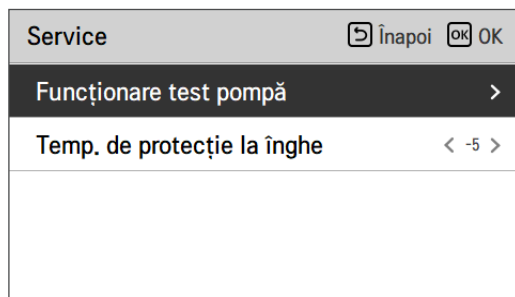 Service Înapoi OK OK
Funcționare test pompă >
Temp. de protecție la înghe < -5 >